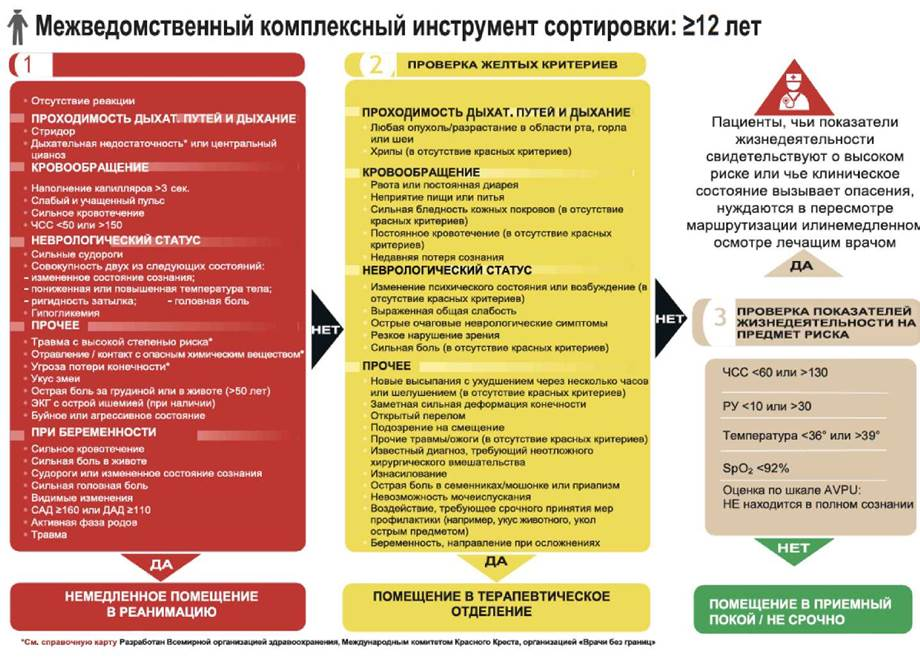 Межведомственный комплексный инструмент сортировки: ≥12 лет
1
Отсутствие реакции
ПРОХОДИМОСТЬ ДЫХАТ. ПУТЕЙ И ДЫХАНИЕ
Стридор
Дыхательная недостаточность* или центральный
цианоз
КРОВООБРАЩЕНИЕ
Наполнение капилляров >3 сек.
Слабый и учащенный пульс
Сильное кровотечение
ЧСС <50 или >150
НЕВРОЛОГИЧЕСКИЙ СТАТУС
Сильные судороги
Совокупность двух из следующих состояний:
- измененное состояние сознания;
- пониженная или повышенная температура тела;
- ригидность затылка; - головная боль
Гипогликемия
ПРОЧЕЕ
Травма с высокой степенью риска*
Отравление / контакт с опасным химическим веществом*
Угроза потери конечности*
Укус змеи
Острая боль за грудиной или в животе (>50 лет)
ЭКГ с острой ишемией (при наличии)
Буйное или агрессивное состояние
ПРИ БЕРЕМЕННОСТИ
Сильное кровотечение
Сильная боль в животе
Судороги или измененное состояние сознания
Сильная головная боль
Видимые изменения
САД ≥160 или ДАД ≥110
Активная фаза родов
Травма
ДА
НЕМЕДЛЕННОЕ ПОМЕЩЕНИЕ
В РЕАНИМАЦИЮ
НЕТ
2 ПРОВЕРКА ЖЕЛТЫХ КРИТЕРИЕВ
ПРОХОДИМОСТЬ ДЫХАТ. ПУТЕЙ И ДЫХАНИЕ
Любая опухоль/разрастание в области рта, горла
или шеи
Хрипы (в отсутствие красных критериев)
КРОВООБРАЩЕНИЕ
Рвота или постоянная диарея
Неприятие пищи или питья
Сильная бледность кожных покровов (в отсутствие
красных критериев)
Постоянное кровотечение (в отсутствие красных
критериев)
Недавняя потеря сознания
НЕВРОЛОГИЧЕСКИЙ СТАТУС
Изменение психического состояния или возбуждение (в
отсутствие красных критериев)
Выраженная общая слабость
Острые очаговые неврологические симптомы
Резкое нарушение зрения
Сильная боль (в отсутствие красных критериев)
ПРОЧЕЕ
Новые высыпания с ухудшением через несколько часов
или шелушением (в отсутствие красных критериев)
Заметная сильная деформация конечности
Открытый перелом
Подозрение на смещение
Прочие травмы/ожоги (в отсутствие красных критериев)
Известный диагноз, требующий неотложного
хирургического вмешательства
Изнасилование
Острая боль в семенниках/мошонке или приапизм
Невозможность мочеиспускания
Воздействие, требующее срочного принятия мер
профилактики (например, укус животного, укол
острым предметом)
Беременность, направление при осложнениях
ДА
ПОМЕЩЕНИЕ В ТЕРАПЕВТИЧЕСКОЕ
ОТДЕЛЕНИЕ
НЕТ
Пациенты, чьи показатели
жизнедеятельности
свидетельствуют о высоком
риске или чье клиническое
состояние вызывает опасения,
нуждаются в пересмотре
маршрутизации илинемедленном
осмотре лечащим врачом
ДА
3 ПРОВЕРКА ПОКАЗАТЕЛЕЙ
ЖИЗНЕДЕЯТЕЛЬНОСТИ НА
ПРЕДМЕТ РИСКА
ЧСС <60 или >130
РУ <10 или >30
Температура <36° или >39°
SpO₂ <92%
Оценка по шкале AVPU:
НЕ находится в полном сознании
НЕТ
ПОМЕЩЕНИЕ В ПРИЕМНЫЙ
ПОКОЙ / НЕ СРОЧНО
*См. справочную карту Разработан Всемирной организацией здравоохранения, Международным комитетом Красного Креста, организацией «Врачи без границ»